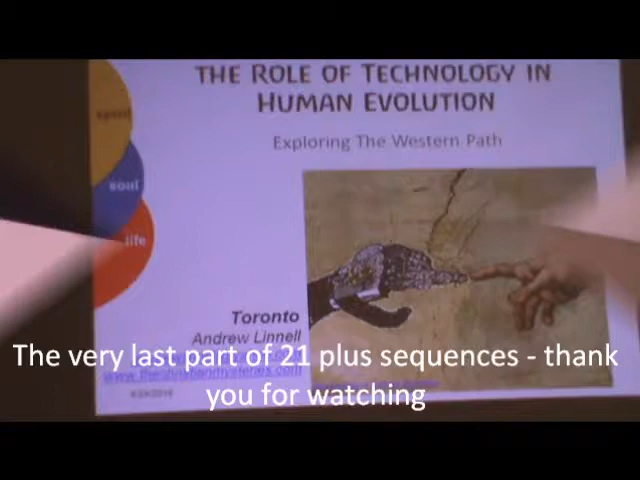 THE ROLE OF TECHNOLOGY IN
HUMAN EVOLUTION
Exploring The Western Path
spirit
soul
life
Toronto
Andrew Linnell
The very last part of 21 plus sequences - thank
you for watching